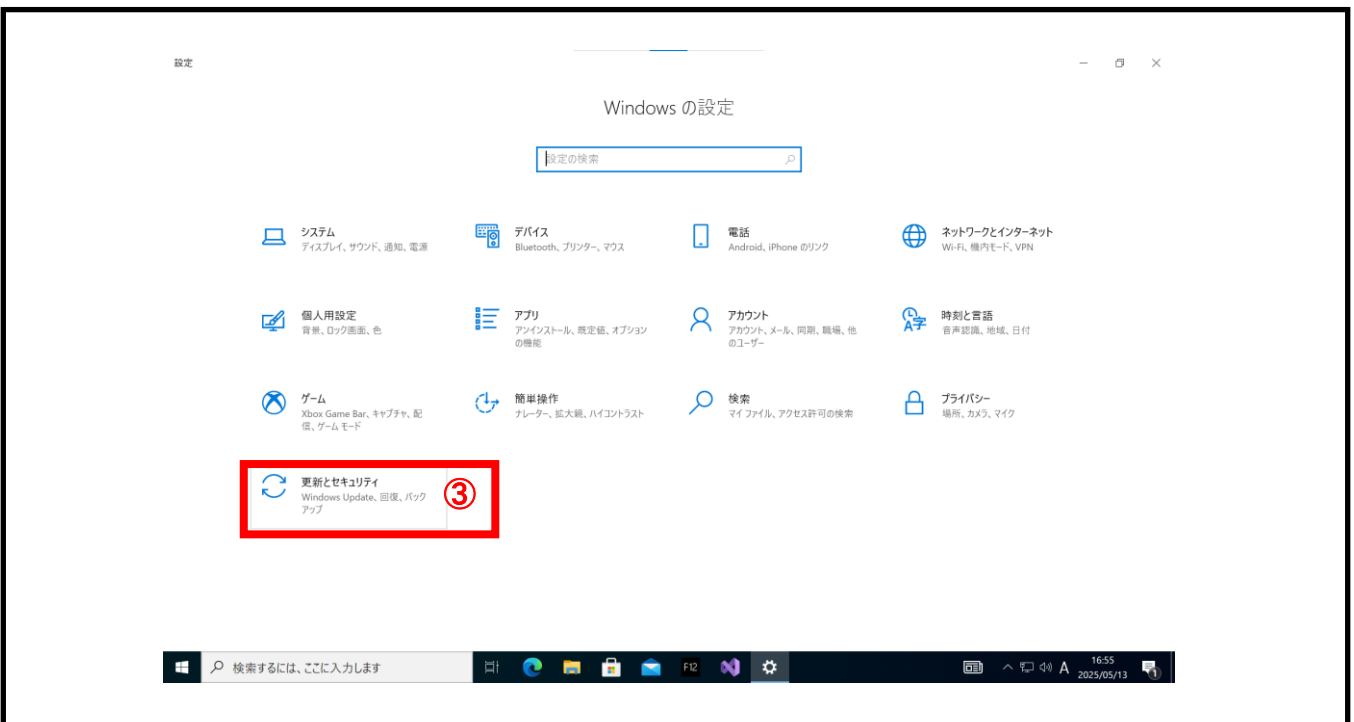 設定
Windows の設定
設定の検索
システム
ディスプレイ、サウンド、通知、電源
デバイス
Bluetooth、プリンター、マウス
電話
Android、iPhone のリンク
ネットワークとインターネット
Wi-Fi、機内モード、VPN
個人用設定
背景、ロック画面、色
アプリ
アンインストール、既定値、オプション
の機能
アカウント
アカウント、メール、同期、職場、他
のユーザー
時刻と言語
音声認識、地域、日付
ゲーム
Xbox Game Bar、キャプチャ、配
信、ゲーム モード
簡単操作
ナレーター、拡大鏡、ハイコントラスト
検索
マイ ファイル、アクセス許可の検索
プライバシー
場所、カメラ、マイク
更新とセキュリティ
Windows Update、回復、バック
アップ
③
検索するには、ここに入力します
F12
A
16:55
2025/05/13
1